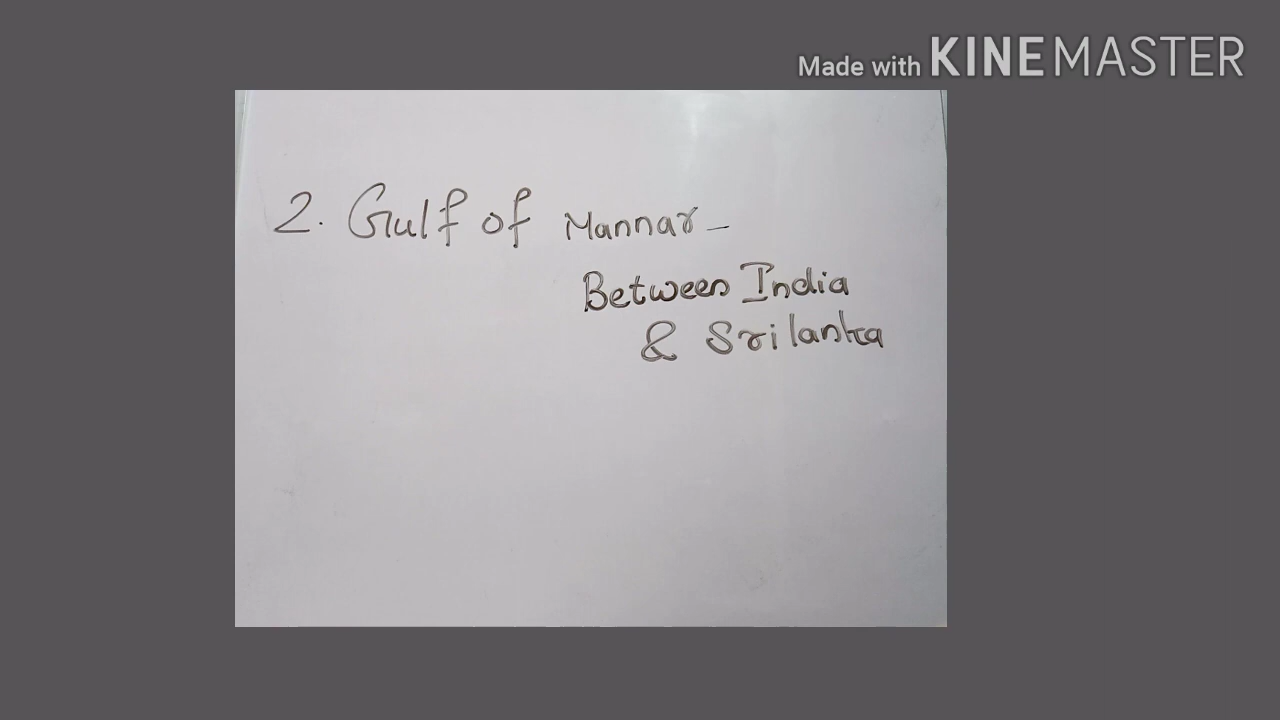 Made with KINEMASTER
2. Gulf of Mannar -
Between India
& Srilanka